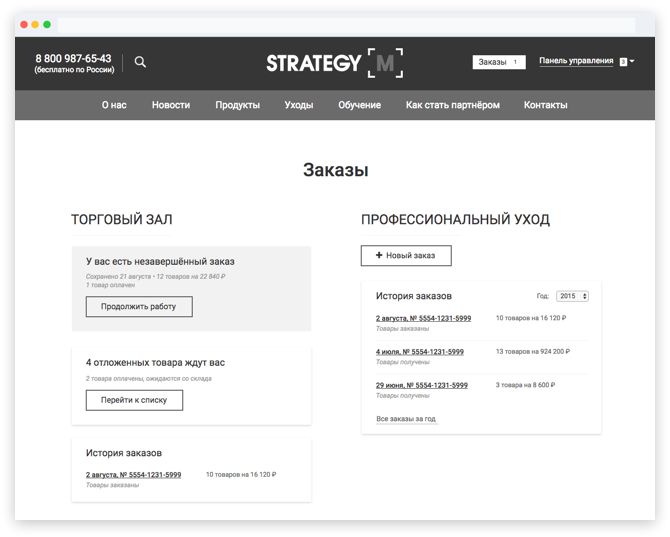 8 800 987-65-43
(бесплатно по России)
STRATEGY M
Заказы 1
Панель управления 3
О нас Новости Продукты Уходы Обучение Как стать партнёром Контакты
Заказы
ТОРГОВЫЙ ЗАЛ
У вас есть незавершённый заказ
Сохранено 21 августа • 12 товаров на 22 840 ₽
1 товар оплачен
Продолжить работу
4 отложенных товара ждут вас
2 товара оплачены, ожидаются со склада
Перейти к списку
История заказов
2 августа, № 5554-1231-5999 10 товаров на 16 120 ₽
Товары заказаны
ПРОФЕССИОНАЛЬНЫЙ УХОД
+ Новый заказ
История заказов Год: 2015
2 августа, № 5554-1231-5999 10 товаров на 16 120 ₽
Товары заказаны
4 июля, № 5554-1231-5999 13 товаров на 924 200 ₽
Товары получены
29 июня, № 5554-1231-5999 3 товара на 8 600 ₽
Товары получены
Все заказы за год